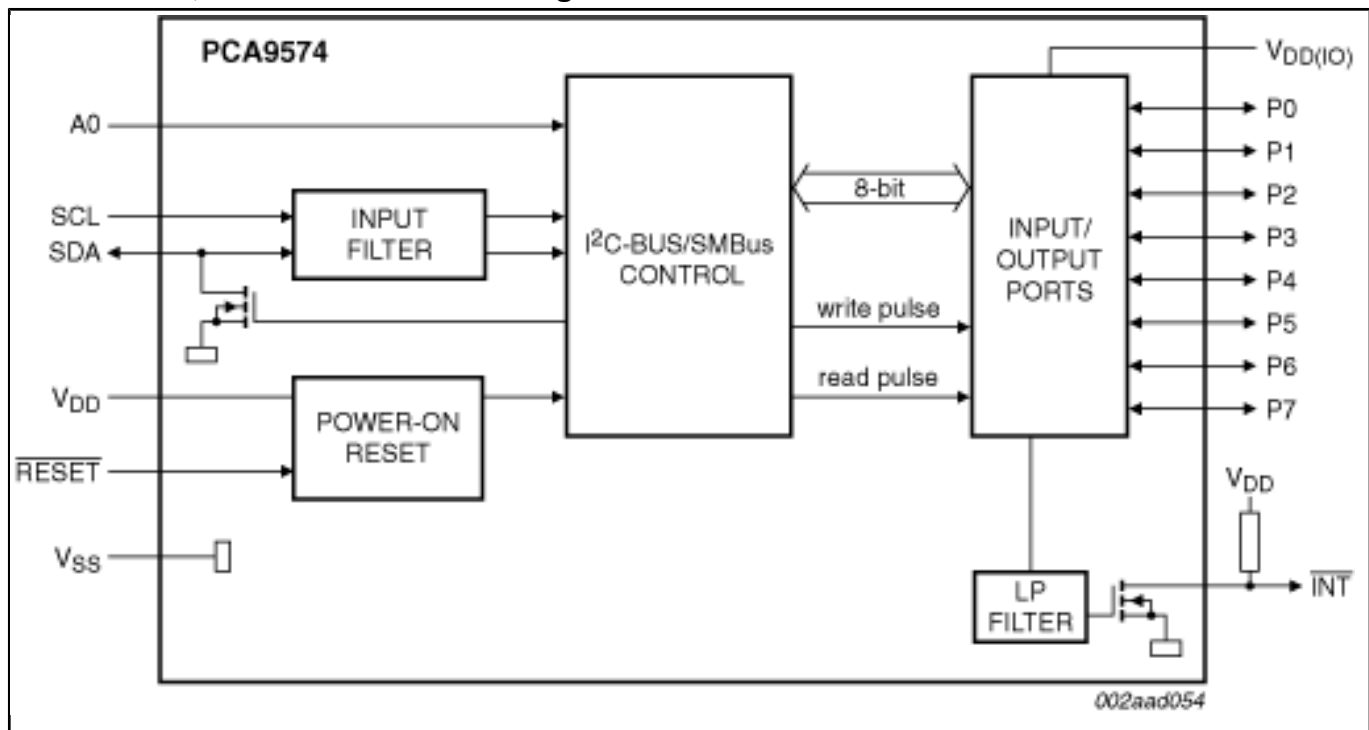 PCA9574
V_DD(IO)
A0
P0
P1
SCL
INPUT
FILTER
8-bit
P2
SDA
I²C-BUS/SMBus
CONTROL
INPUT/
OUTPUT
PORTS
P3
P4
write pulse
P5
V_DD
POWER-ON
RESET
read pulse
P6
P7
R̅E̅S̅E̅T̅
V_DD
V_SS
LP
FILTER
I̅N̅T̅
002aad054